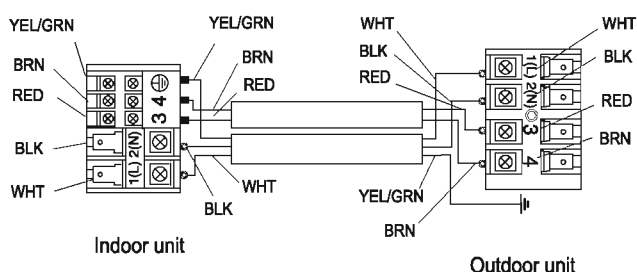 YEL/GRN
BRN
RED
BLK
WHT
3 4
1(L) 2(N)
YEL/GRN
BRN
RED
WHT
BLK
Indoor unit
WHT
BLK
RED
YEL/GRN
BRN
1(L) 2(N)
3
4
WHT
BLK
RED
BRN
Outdoor unit